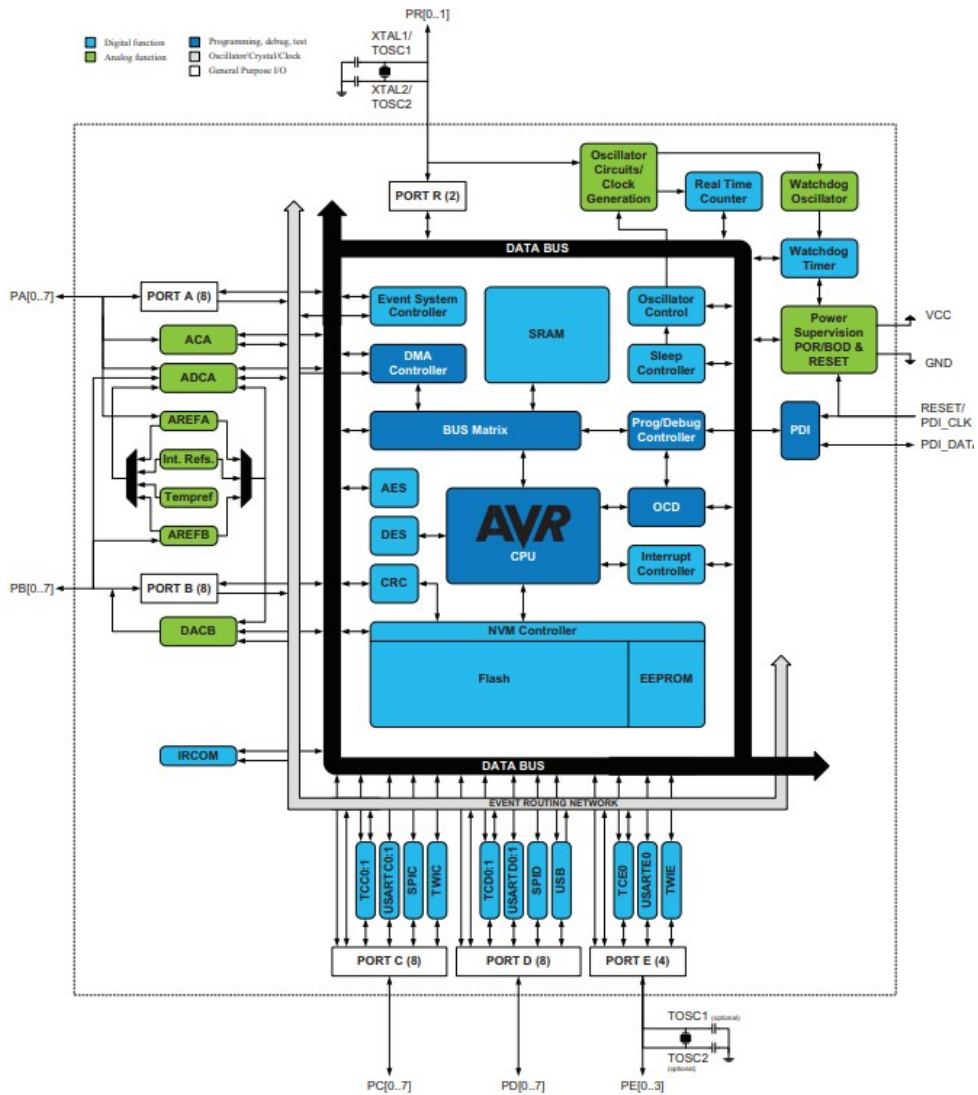 PR[0..1]
Digital function
Analog function
Programming, debug, test
Oscillator/Crystal/Clock
General Purpose I/O
XTAL1/
TOSC1
XTAL2/
TOSC2
PORT R (2)
Oscillator
Circuits/
Clock
Generation
Real Time
Counter
Watchdog
Oscillator
DATA BUS
Watchdog
Timer
PA[0..7]
PORT A (8)
Event System
Controller
SRAM
Oscillator
Control
Power
Supervision
POR/BOD &
RESET
VCC
GND
ACA
DMA
Controller
Sleep
Controller
ADCA
AREFA
BUS Matrix
Prog/Debug
Controller
PDI
RESET/
PDI_CLK
PDI_DATA
Int. Refs.
Tempref
AREFB
AES
DES
CRC
AVR
CPU
OCD
Interrupt
Controller
PB[0..7]
PORT B (8)
DACB
NVM Controller
Flash
EEPROM
IRCOM
DATA BUS
EVENT ROUTING NETWORK
TCC0:1
USARTC0:1
SPIC
TWIC
TCD0:1
USARTD0:1
SPID
USB
TCE0
USARTE0
TWIE
PORT C (8)
PORT D (8)
PORT E (4)
TOSC1 (optional)
TOSC2
(optional)
PC[0..7]
PD[0..7]
PE[0..3]